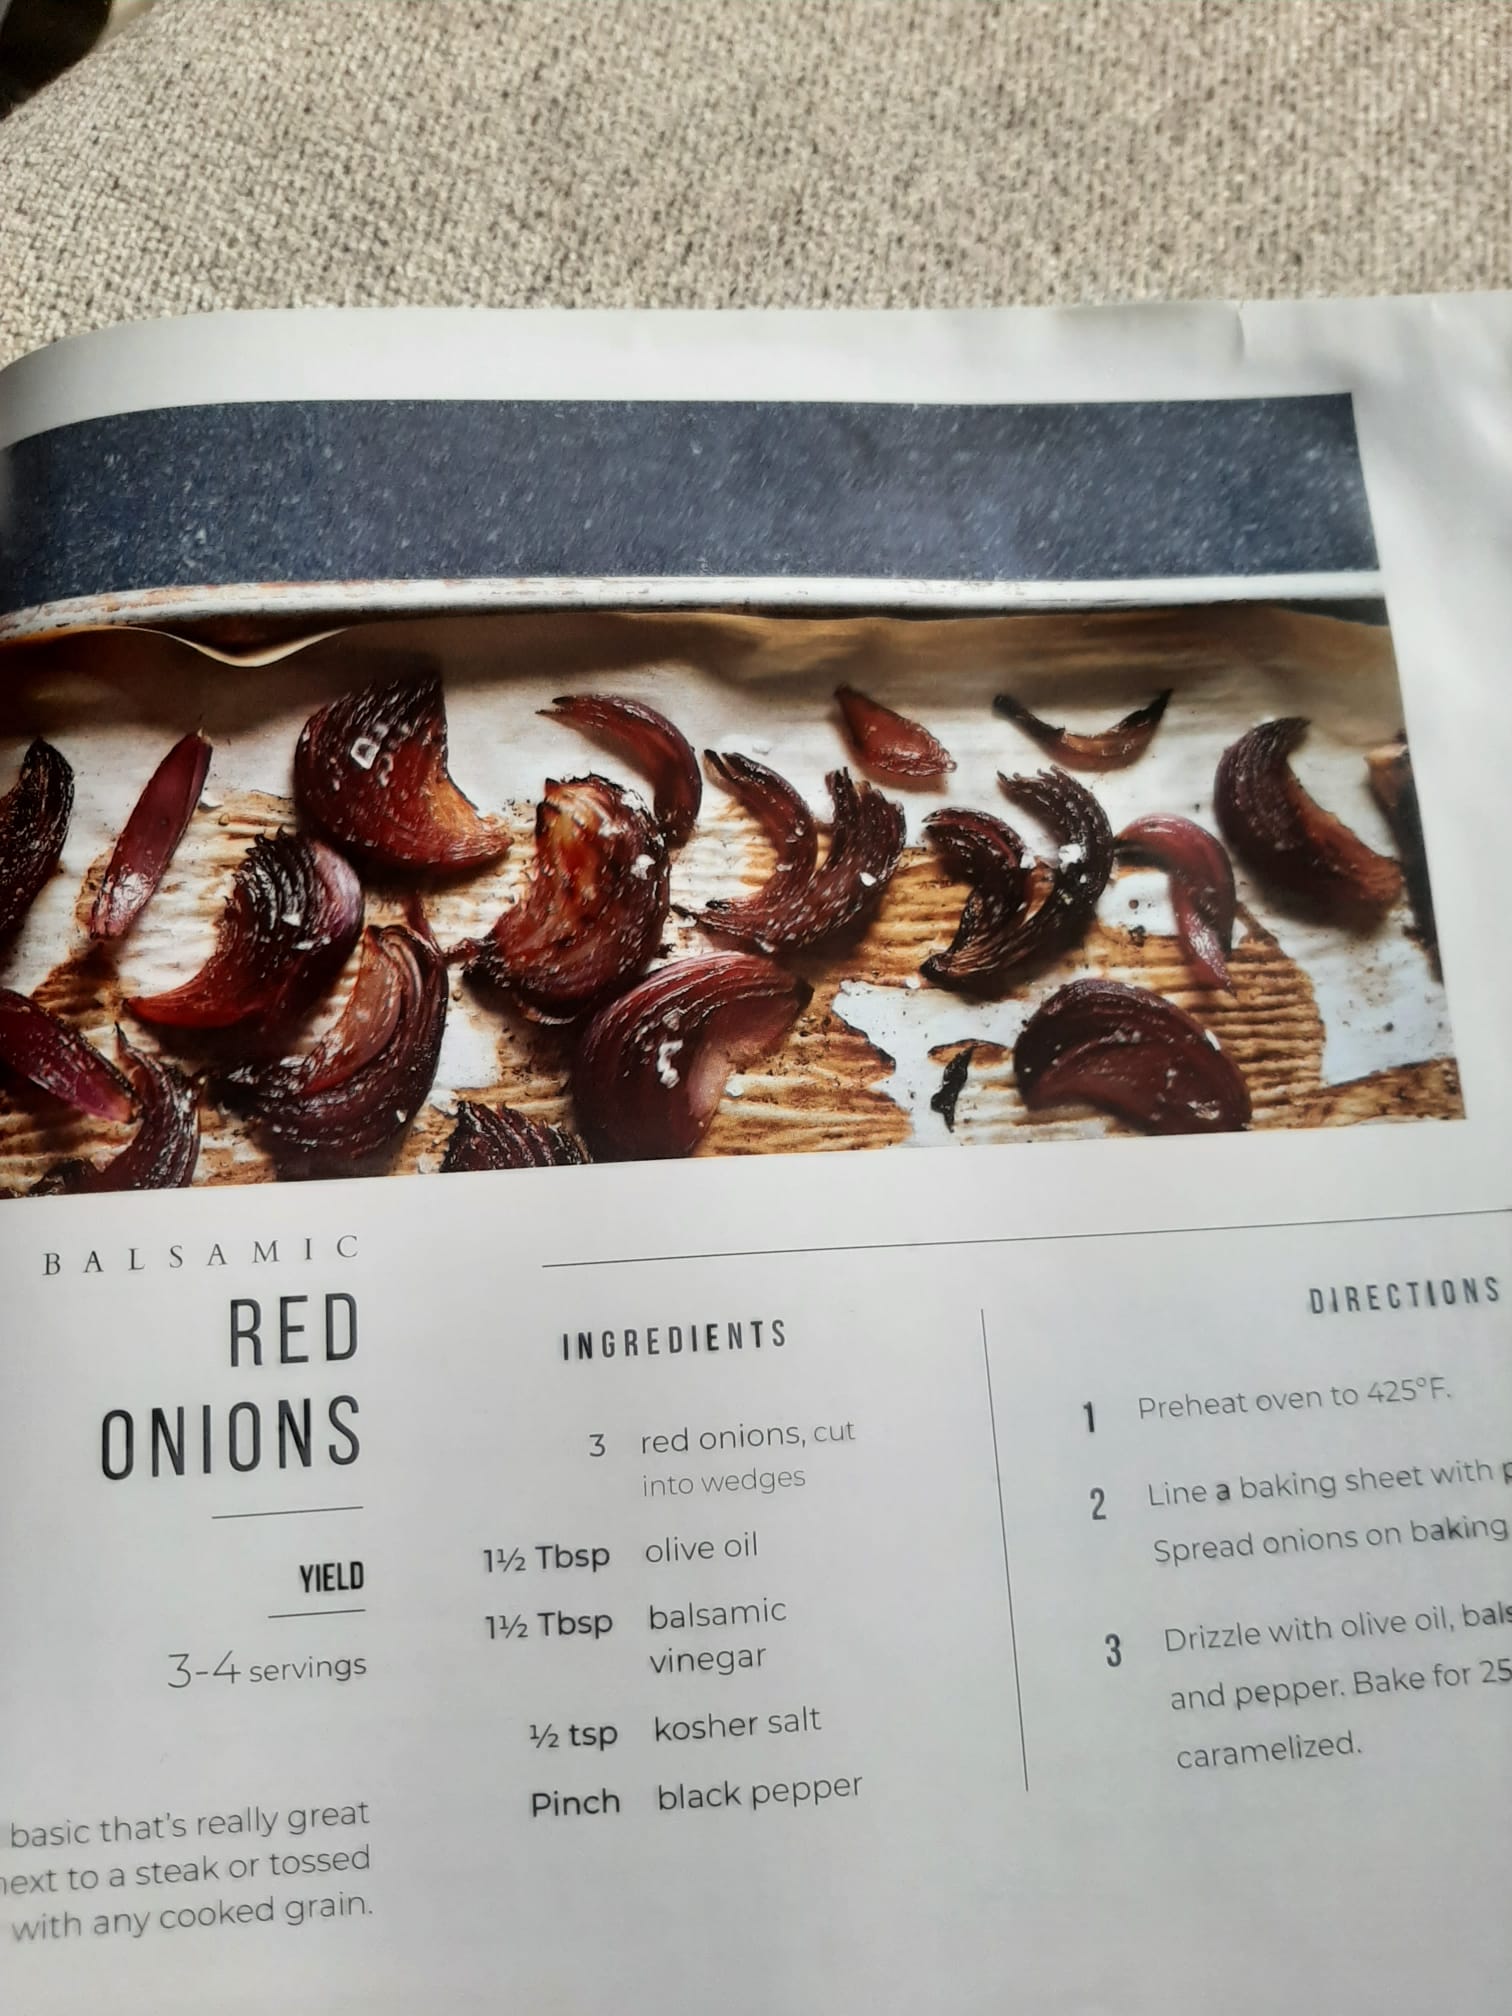 BALSAMIC
RED
ONIONS
YIELD
3-4 servings
basic that's really great
next to a steak or tossed
with any cooked grain.
INGREDIENTS
3 red onions, cut
into wedges
1½ Tbsp olive oil
1½ Tbsp balsamic
vinegar
½ tsp kosher salt
Pinch black pepper
DIRECTIONS
1 Preheat oven to 425°F.
2 Line a baking sheet with
Spread onions on baking
3 Drizzle with olive oil,
and pepper. Bake for 25
caramelized.